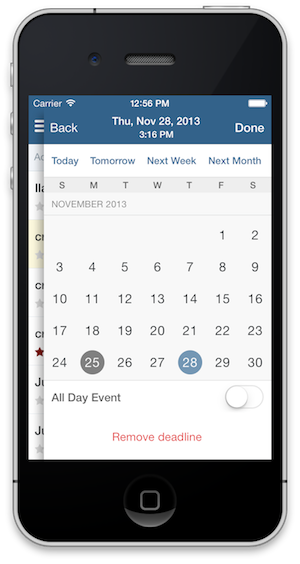 Carrier 12:56 PM
Back Thu, Nov 28, 2013 Done
3:16 PM
Today Tomorrow Next Week Next Month
S M T W T F S
NOVEMBER 2013
1 2
3 4 5 6 7 8 9
10 11 12 13 14 15 16
17 18 19 20 21 22 23
24 25 26 27 28 29 30
All Day Event
Remove deadline